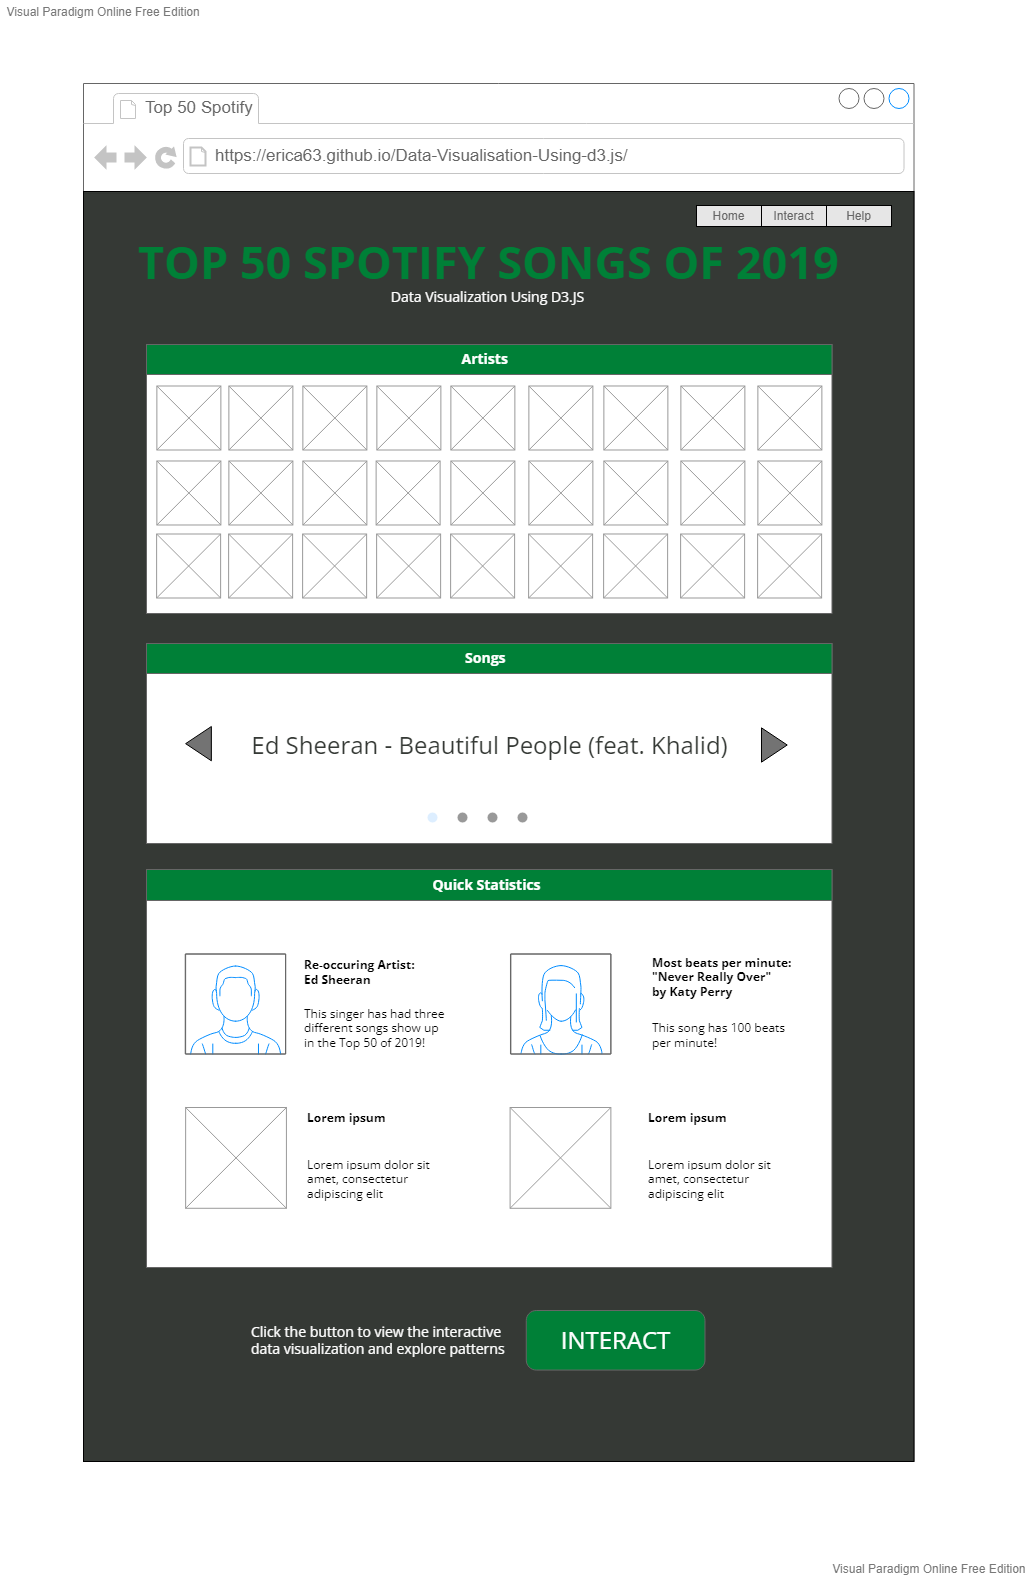 Visual Paradigm Online Free Edition
Top 50 Spotify
https://erica63.github.io/Data-Visualisation-Using-d3.js/
Home Interact Help
TOP 50 SPOTIFY SONGS OF 2019
Data Visualization Using D3.JS
Artists
Songs
Ed Sheeran - Beautiful People (feat. Khalid)
Quick Statistics
Re-occuring Artist:
Ed Sheeran
This singer has had three
different songs show up
in the Top 50 of 2019!
Most beats per minute:
"Never Really Over"
by Katy Perry
This song has 100 beats
per minute!
Lorem ipsum
Lorem ipsum dolor sit
amet, consectetur
adipiscing elit
Lorem ipsum
Lorem ipsum dolor sit
amet, consectetur
adipiscing elit
Click the button to view the interactive
data visualization and explore patterns
INTERACT
Visual Paradigm Online Free Edition